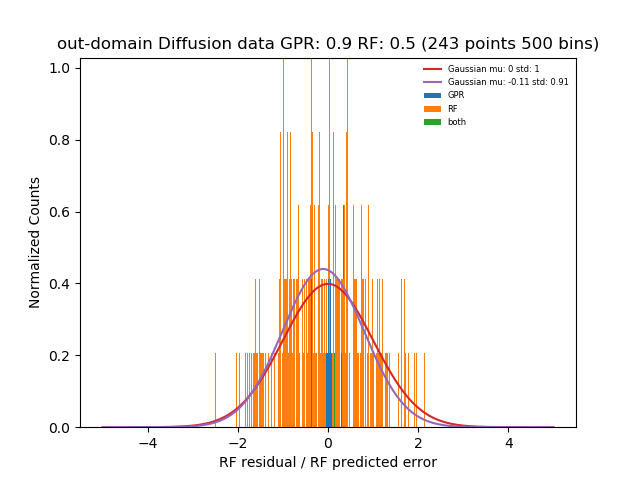 out-domain Diffusion data GPR: 0.9 RF: 0.5 (243 points 500 bins)
1.0
0.8
0.6
0.4
0.2
0.0
Normalized Counts
Gaussian mu: 0 std: 1
Gaussian mu: -0.11 std: 0.91
GPR
RF
both
−4
−2
0
2
4
RF residual / RF predicted error